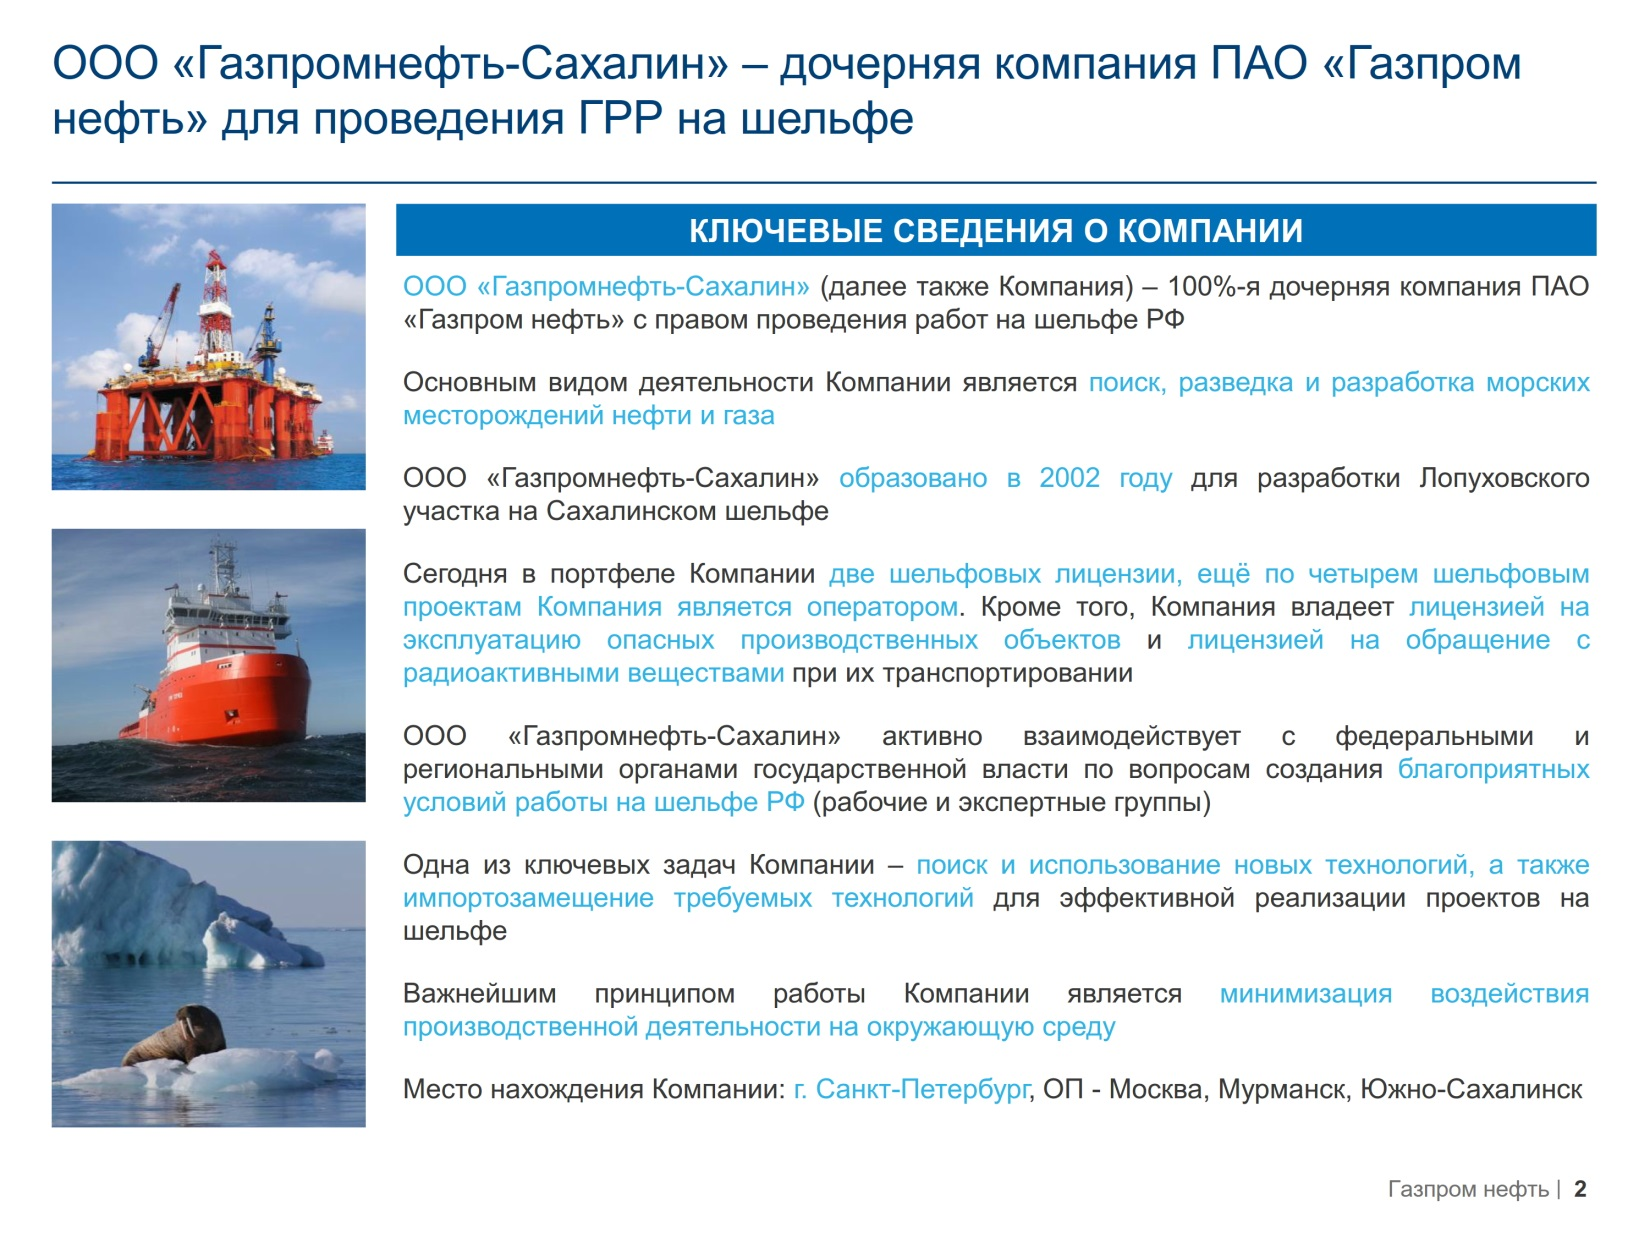 ООО «Газпромнефть-Сахалин» – дочерняя компания ПАО «Газпром
нефть» для проведения ГРР на шельфе
КЛЮЧЕВЫЕ СВЕДЕНИЯ О КОМПАНИИ
ООО «Газпромнефть-Сахалин» (далее также Компания) – 100%-я дочерняя компания ПАО
«Газпром нефть» с правом проведения работ на шельфе РФ
Основным видом деятельности Компании является поиск, разведка и разработка морских
месторождений нефти и газа
ООО «Газпромнефть-Сахалин» образовано в 2002 году для разработки Лопуховского
участка на Сахалинском шельфе
Сегодня в портфеле Компании две шельфовых лицензии, ещё по четырем шельфовым
проектам Компания является оператором. Кроме того, Компания владеет лицензией на
эксплуатацию опасных производственных объектов и лицензией на обращение с
радиоактивными веществами при их транспортировании
ООО «Газпромнефть-Сахалин» активно взаимодействует с федеральными и
региональными органами государственной власти по вопросам создания благоприятных
условий работы на шельфе РФ (рабочие и экспертные группы)
Одна из ключевых задач Компании – поиск и использование новых технологий, а также
импортозамещение требуемых технологий для эффективной реализации проектов на
шельфе
Важнейшим принципом работы Компании является минимизация воздействия
производственной деятельности на окружающую среду
Место нахождения Компании: г. Санкт-Петербург, ОП - Москва, Мурманск, Южно-Сахалинск
Газпром нефть | 2